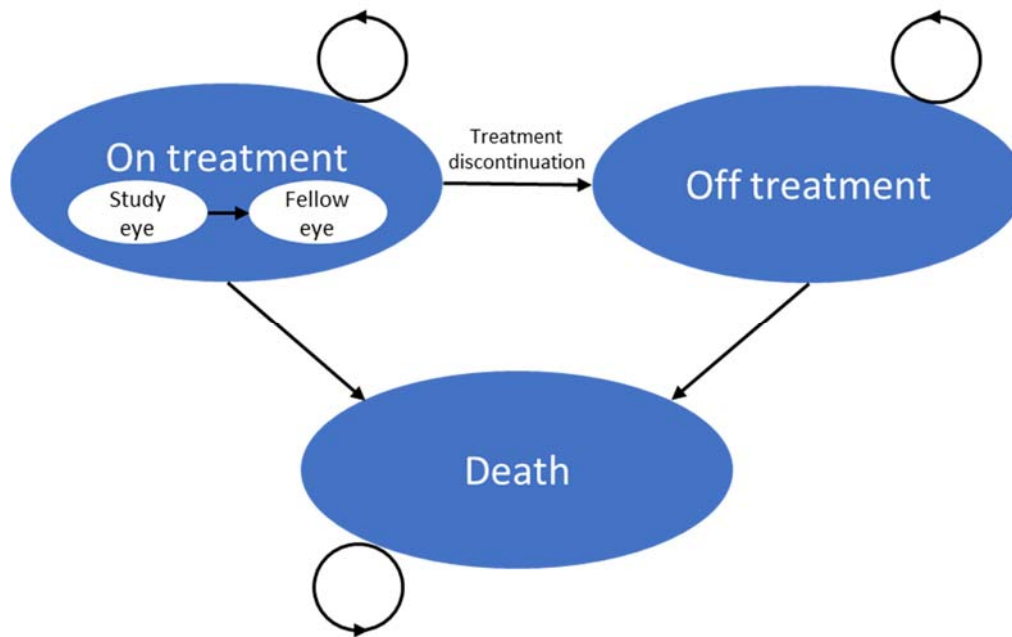 Treatment
discontinuation
On treatment
Off treatment
Study
eye
Fellow
eye
Death